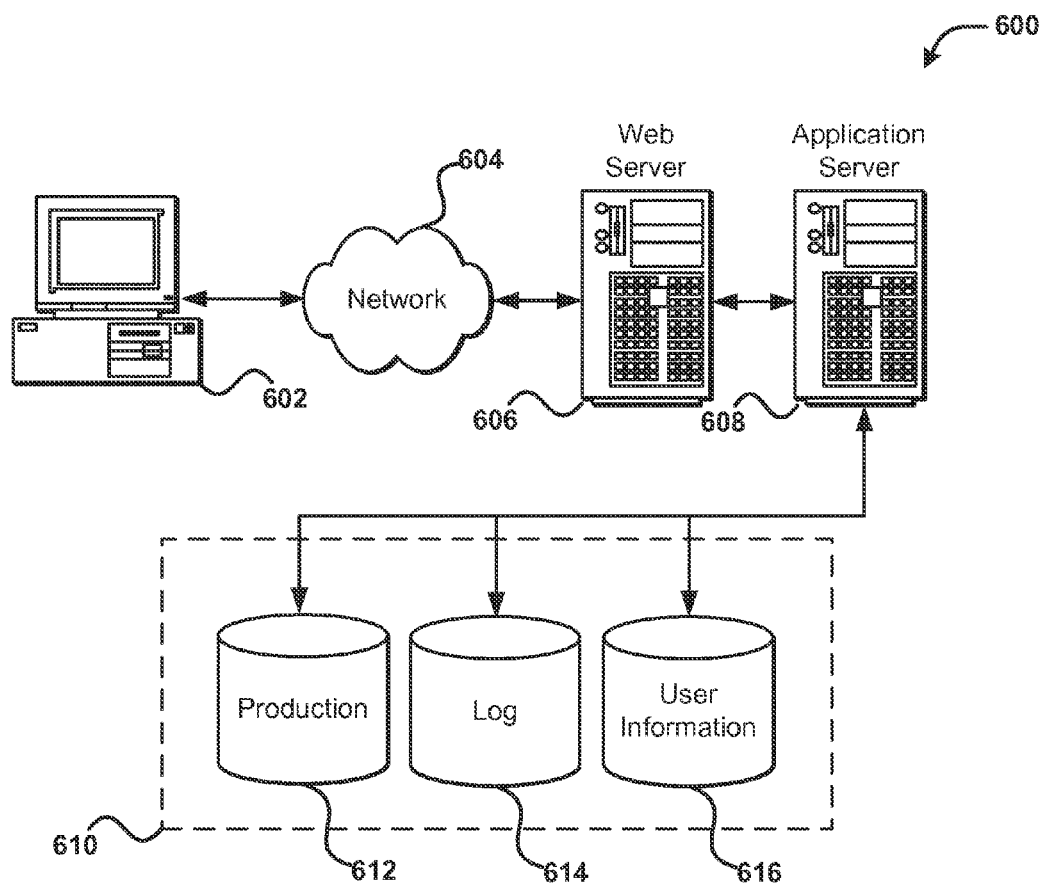 600
Web
Server
Application
Server
604
Network
602
606
608
Production
Log
User
Information
610
612
614
616